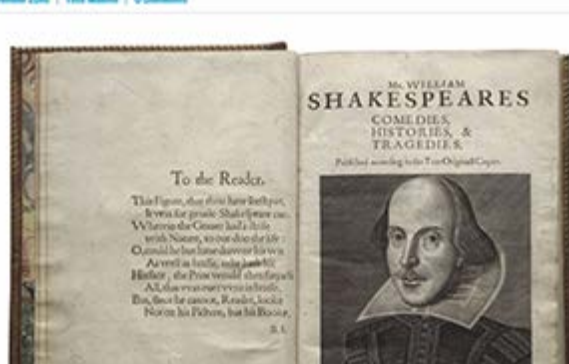 To the Reader.
This Figure, that thou here seest put,
It was for gentle Shakespeare cut;
Wherein the Graver had a strife
with Nature, to out-doo the life:
O, could he but have drawne his wit
As well in brasse, as he hath hit
His face, the Print would then surpasse
All, that was ever writ in brasse.
But, since he cannot, Reader, looke
Not on his Picture, but his Booke.
B. I.
Mr. WILLIAM
SHAKESPEARES
COMEDIES,
HISTORIES, &
TRAGEDIES.
Published according to the True Originall Copies.